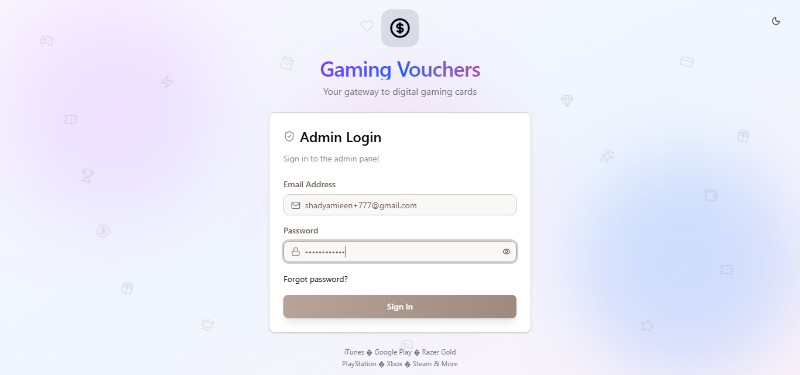 Gaming Vouchers
Your gateway to digital gaming cards
Admin Login
Sign in to the admin panel
Email Address
shadyamieen+777@gmail.com
Password
••••••••••••
Forgot password?
Sign In
iTunes � Google Play � Razer Gold
PlayStation � Xbox � Steam & More